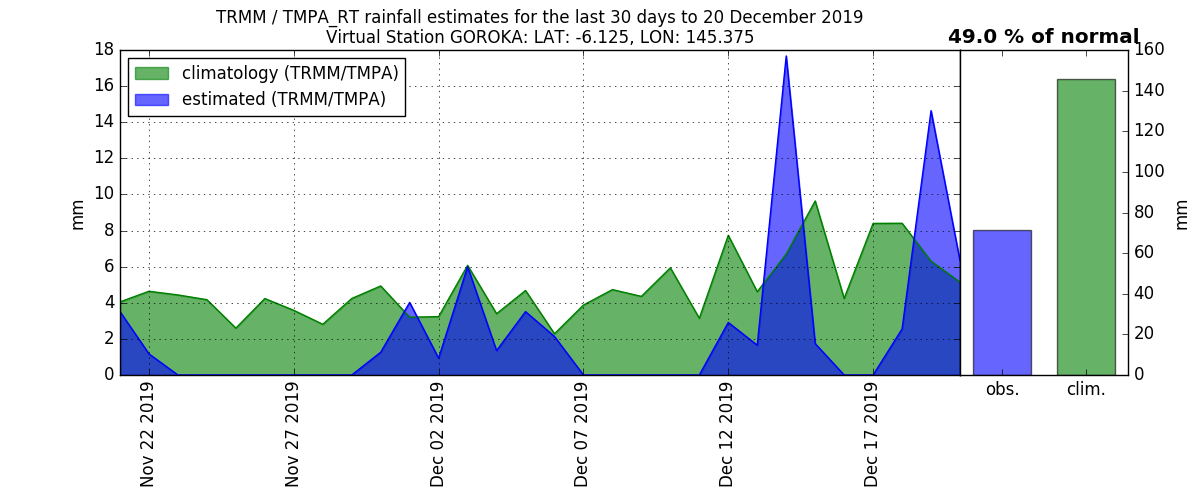 TRMM / TMPA_RT rainfall estimates for the last 30 days to 20 December 2019
Virtual Station GOROKA: LAT: -6.125, LON: 145.375
49.0 % of normal
climatology (TRMM/TMPA)
estimated (TRMM/TMPA)
mm
18
16
14
12
10
8
6
4
2
0
Nov 22 2019
Nov 27 2019
Dec 02 2019
Dec 07 2019
Dec 12 2019
Dec 17 2019
obs.
clim.
160
140
120
100
80
60
40
20
0
mm